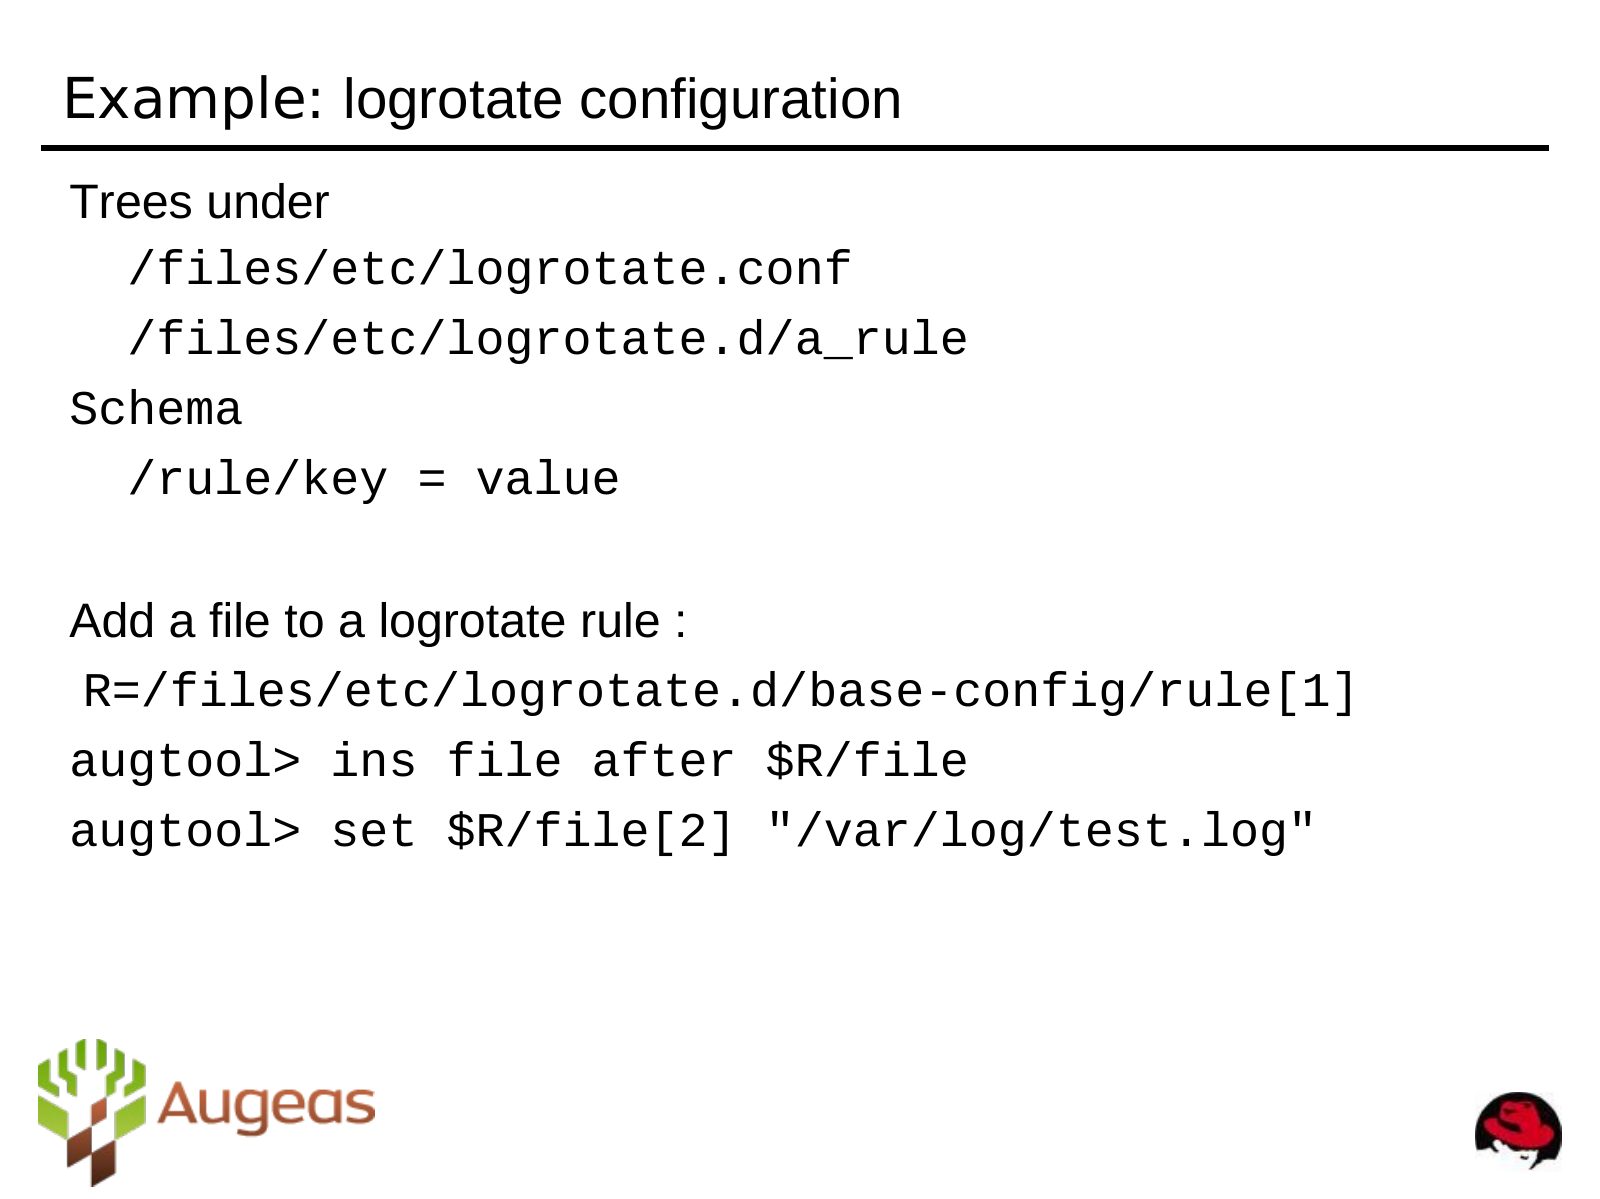 Example: logrotate configuration
Trees under
/files/etc/logrotate.conf
/files/etc/logrotate.d/a_rule
Schema
/rule/key = value
Add a file to a logrotate rule :
R=/files/etc/logrotate.d/base-config/rule[1]
augtool> ins file after $R/file
augtool> set $R/file[2] "/var/log/test.log"
Augeas